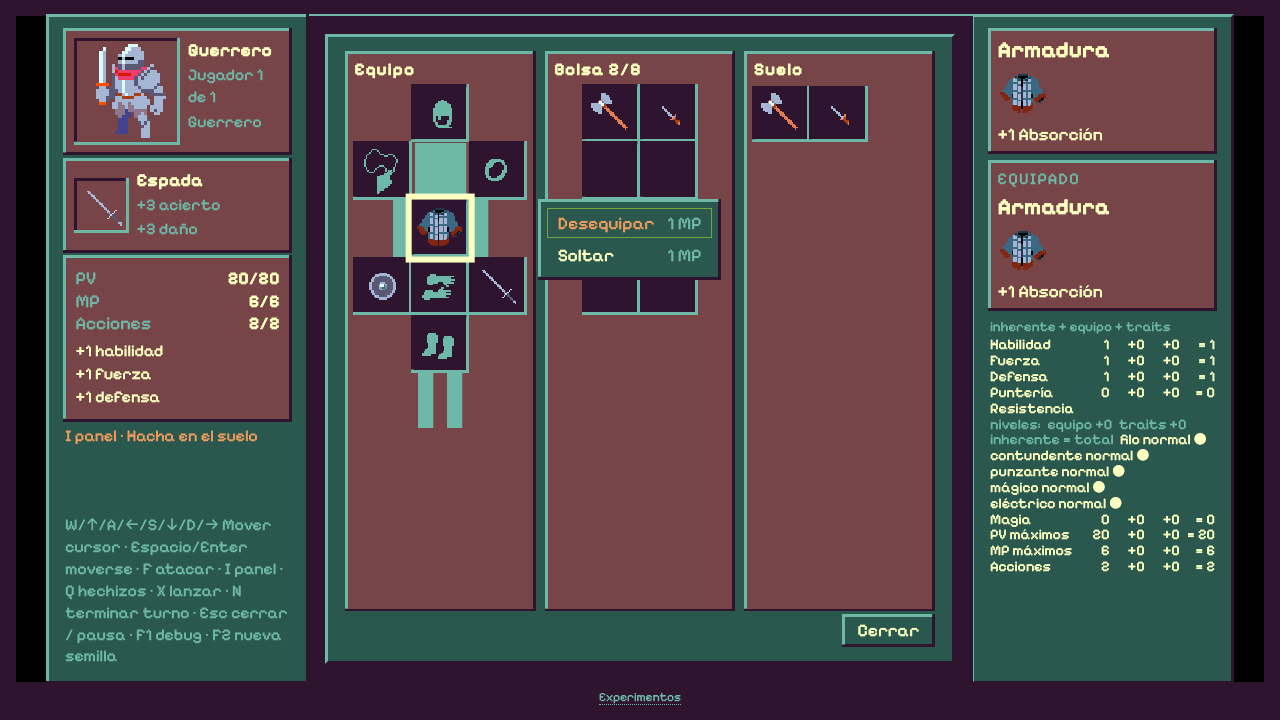 Guerrero
Jugador 1
de 1
Guerrero
Espada
+3 acierto
+3 daño
PV 20/20
MP 6/6
Acciones 2/2
+1 habilidad
+1 fuerza
+1 defensa
I panel · Hacha en el suelo
W/↑/A/←/S/↓/D/→ Mover
cursor · Espacio/Enter
moverse · F atacar · I panel ·
Q hechizos · X lanzar · N
terminar turno · Esc cerrar
/ pausa · F1 debug · F2 nueva
semilla
Equipo
Bolsa 2/8
Suelo
Desequipar 1 MP
Soltar 1 MP
Cerrar
Armadura
+1 Absorción
EQUIPADO
Armadura
+1 Absorción
inherente + equipo + traits
Habilidad 1 +0 +0 = 1
Fuerza 1 +0 +0 = 1
Defensa 1 +0 +0 = 1
Puntería 0 +0 +0 = 0
Resistencia
niveles: equipo +0 traits +0
inherente = total filo normal
contundente normal
punzante normal
mágico normal
eléctrico normal
Magia 0 +0 +0 = 0
PV máximos 20 +0 +0 = 20
MP máximos 6 +0 +0 = 6
Acciones 2 +0 +0 = 2
Experimentos